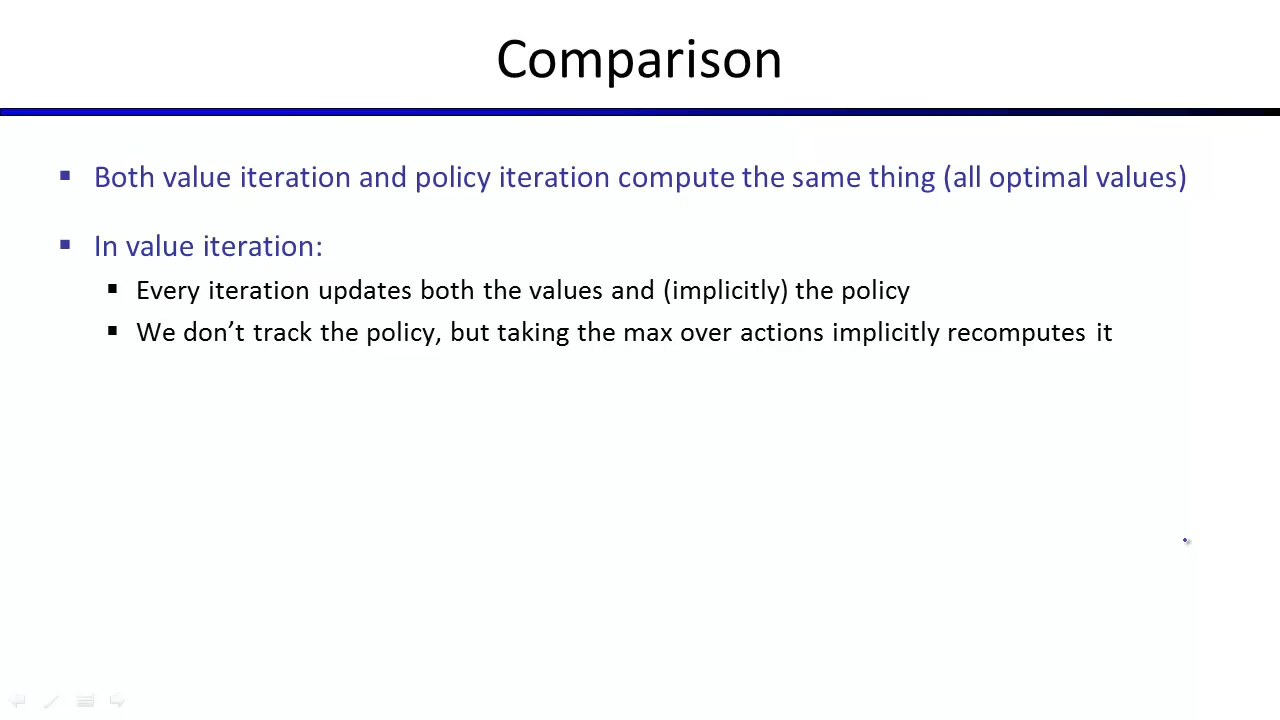 Comparison
Both value iteration and policy iteration compute the same thing (all optimal values)
In value iteration:
Every iteration updates both the values and (implicitly) the policy
We don’t track the policy, but taking the max over actions implicitly recomputes it